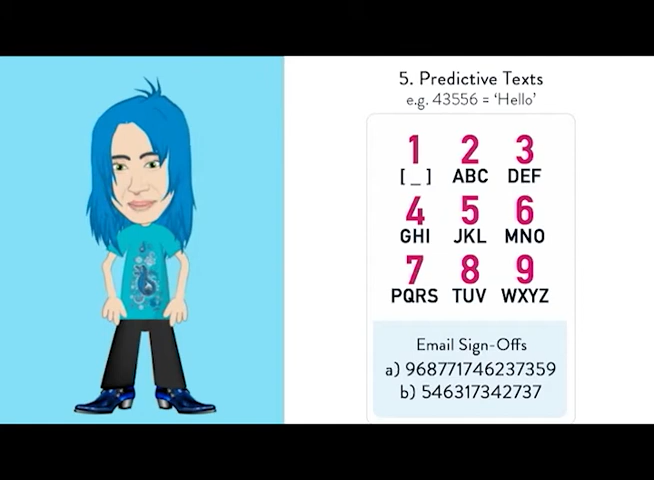 5. Predictive Texts
e.g. 43556 = 'Hello'
1 2 3
[ _ ] ABC DEF
4 5 6
GHI JKL MNO
7 8 9
PQRS TUV WXYZ
Email Sign-Offs
a) 968771746237359
b) 546317342737